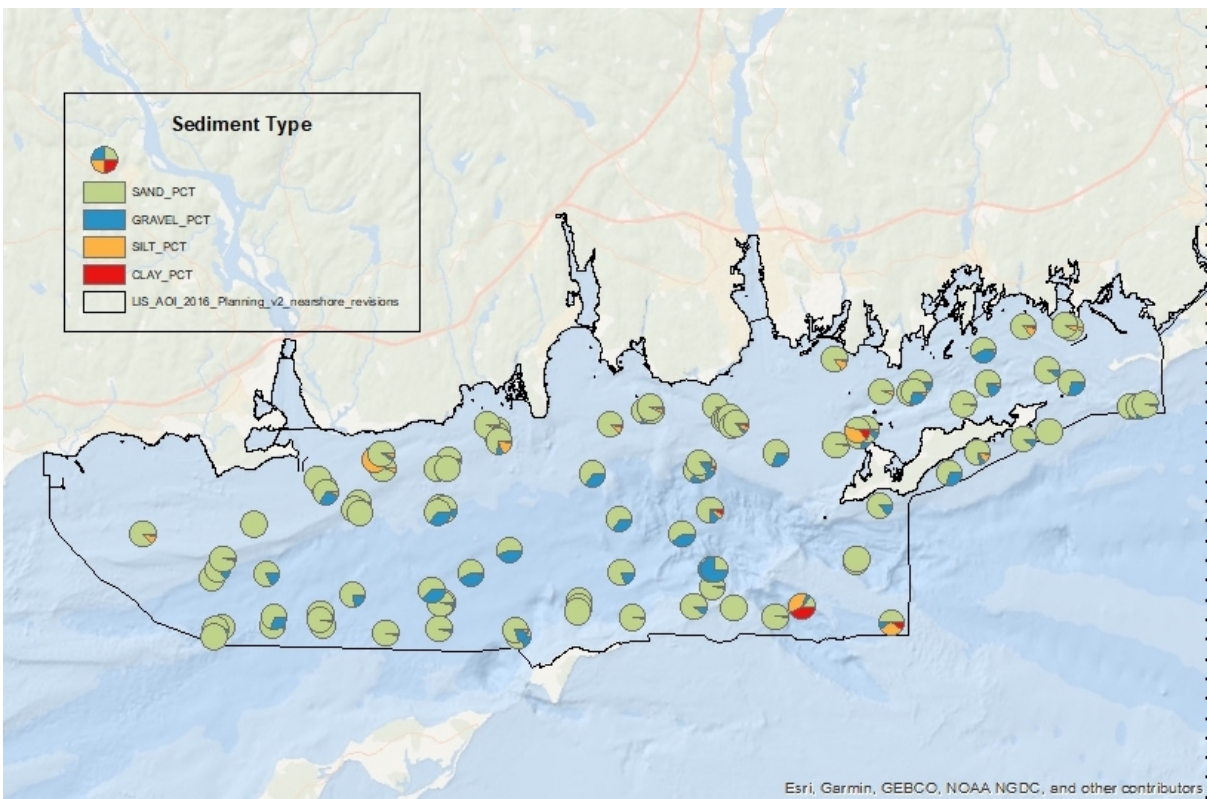 Sediment Type
SAND_PCT
GRAVEL_PCT
SILT_PCT
CLAY_PCT
LIS_AOI_2016_Planning_v2_nearshore_revisions
Esri, Garmin, GEBCO, NOAA NGDC, and other contributors